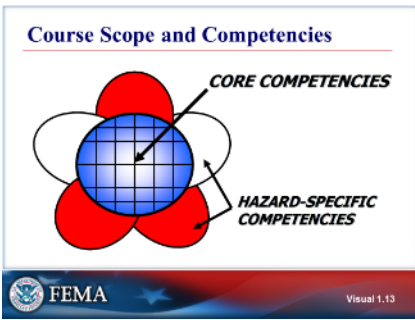 Course Scope and Competencies
CORE COMPETENCIES
HAZARD-SPECIFIC
COMPETENCIES
FEMA
Visual 1.13